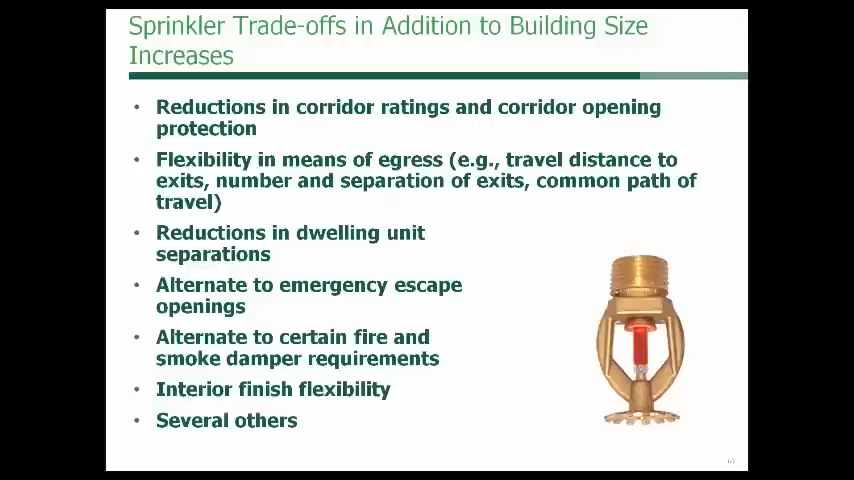 Sprinkler Trade-offs in Addition to Building Size
Increases
• Reductions in corridor ratings and corridor opening
protection
• Flexibility in means of egress (e.g., travel distance to
exits, number and separation of exits, common path of
travel)
• Reductions in dwelling unit
separations
• Alternate to emergency escape
openings
• Alternate to certain fire and
smoke damper requirements
• Interior finish flexibility
• Several others